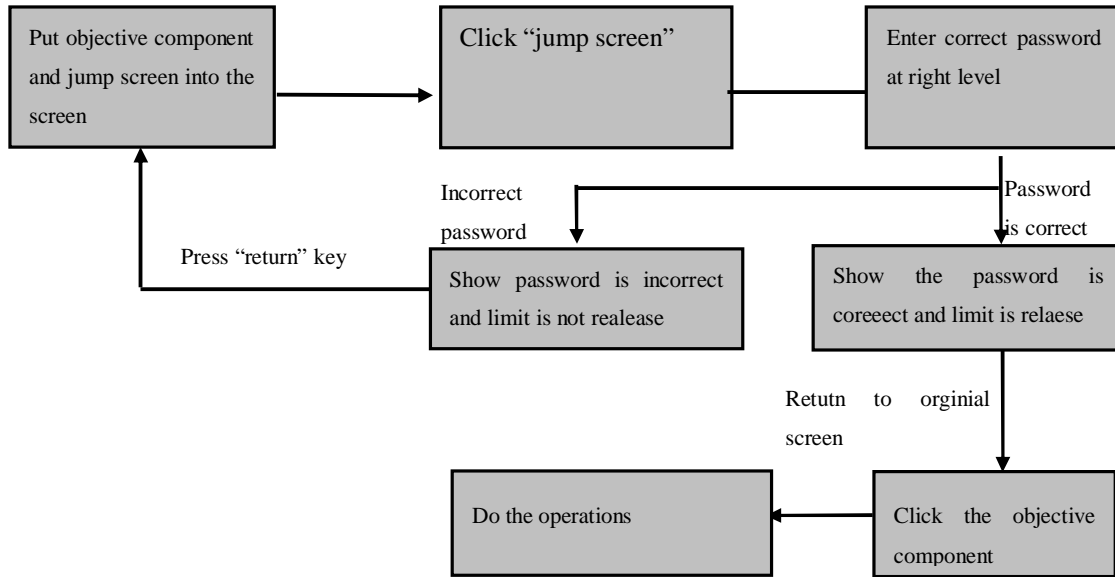 Put objective component
and jump screen into the
screen
Click “jump screen”
Enter correct password
at right level
Incorrect
password
Password
is correct
Press “return” key
Show password is incorrect
and limit is not realease
Show the password is
coreeect and limit is relaese
Retutn to orginial
screen
Do the operations
Click the objective
component